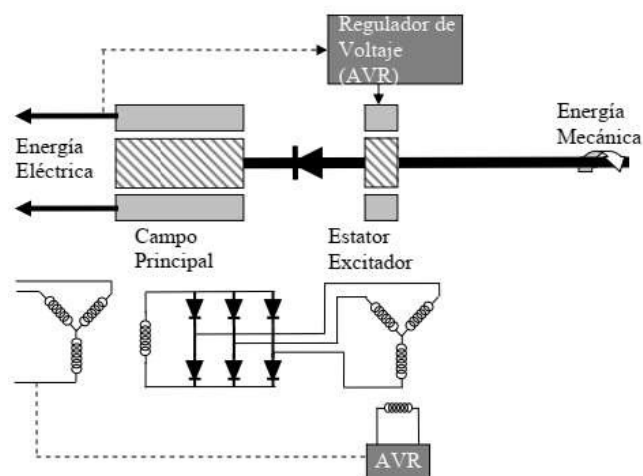 Regulador de
Voltaje
(AVR)
Energía
Mecánica
Energía
Eléctrica
Campo
Principal
Estator
Excitador
AVR